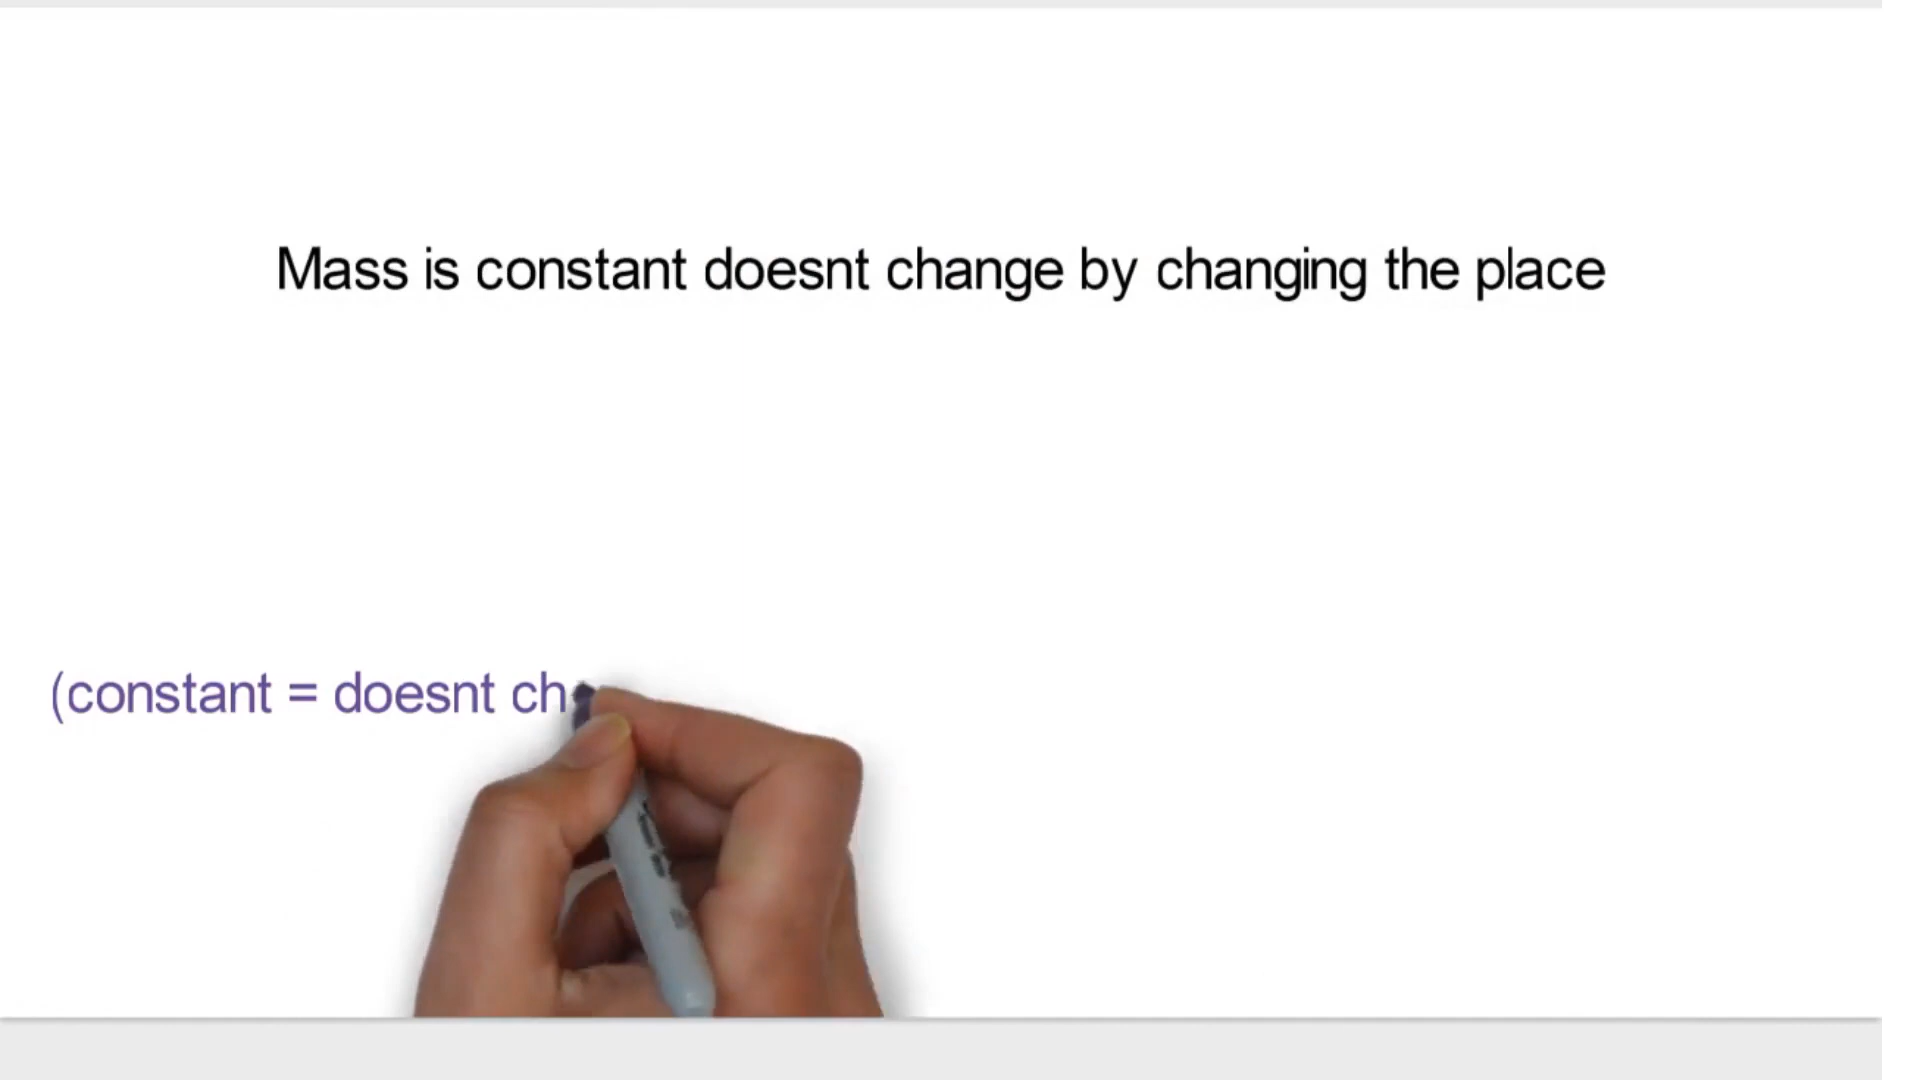 Mass is constant doesnt change by changing the place
(constant = doesnt ch